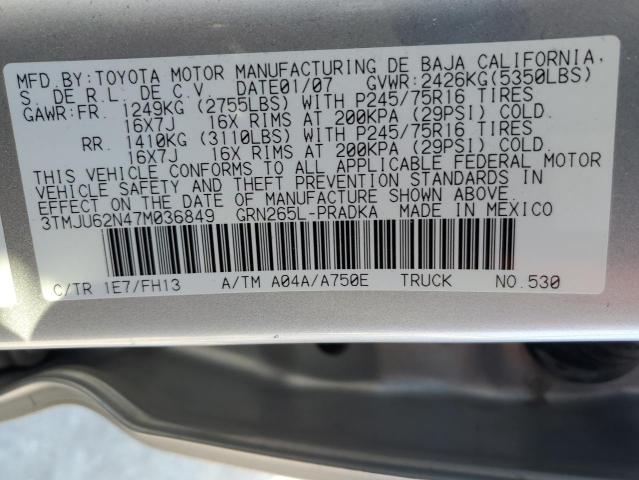 MFD.BY:TOYOTA MOTOR MANUFACTURING DE BAJA CALIFORNIA,
S. DE R.L. DE C.V. DATE01/07 GVWR:2426KG(5350LBS)
GAWR:FR. 1249KG (2755LBS) WITH P245/75R16 TIRES
16X7J 16X RIMS AT 200KPA (29PSI) COLD.
RR. 1410KG (3110LBS) WITH P245/75R16 TIRES
16X7J 16X RIMS AT 200KPA (29PSI) COLD.
THIS VEHICLE CONFORMS TO ALL APPLICABLE FEDERAL MOTOR
VEHICLE SAFETY AND THEFT PREVENTION STANDARDS IN
EFFECT ON THE DATE OF MANUFACTURE SHOWN ABOVE.
3TMJU62N47M036849 GRN265L-PRADKA MADE IN MEXICO
C/TR 1E7/FH13 A/TM A04A/A750E TRUCK NO.530